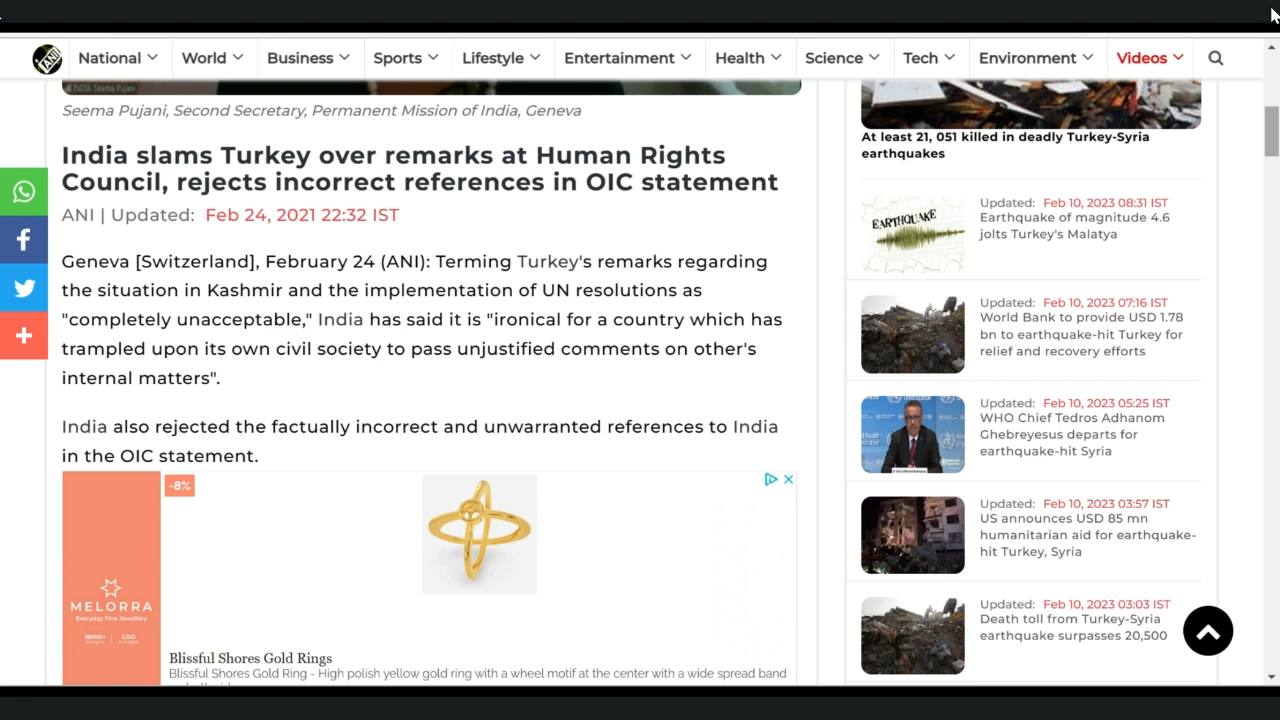 ANI
National
World
Business
Sports
Lifestyle
Entertainment
Health
Science
Tech
Environment
Videos
INDIA Seema Pujani
Seema Pujani, Second Secretary, Permanent Mission of India, Geneva
India slams Turkey over remarks at Human Rights
Council, rejects incorrect references in OIC statement
ANI | Updated: Feb 24, 2021 22:32 IST
Geneva [Switzerland], February 24 (ANI): Terming Turkey's remarks regarding
the situation in Kashmir and the implementation of UN resolutions as
"completely unacceptable," India has said it is "ironical for a country which has
trampled upon its own civil society to pass unjustified comments on other's
internal matters".
India also rejected the factually incorrect and unwarranted references to India
in the OIC statement.
-8%
MELORRA
Everyday Fine Jewellery
18000+
Designs
COD
Available
Blissful Shores Gold Rings
Blissful Shores Gold Ring - High polish yellow gold ring with a wheel motif at the center with a wide spread band
At least 21, 051 killed in deadly Turkey-Syria
earthquakes
EARTHQUAKE
Updated: Feb 10, 2023 08:31 IST
Earthquake of magnitude 4.6
jolts Turkey's Malatya
Updated: Feb 10, 2023 07:16 IST
World Bank to provide USD 1.78
bn to earthquake-hit Turkey for
relief and recovery efforts
Updated: Feb 10, 2023 05:25 IST
WHO Chief Tedros Adhanom
Ghebreyesus departs for
earthquake-hit Syria
Updated: Feb 10, 2023 03:57 IST
US announces USD 85 mn
humanitarian aid for earthquake-
hit Turkey, Syria
Updated: Feb 10, 2023 03:03 IST
Death toll from Turkey-Syria
earthquake surpasses 20,500